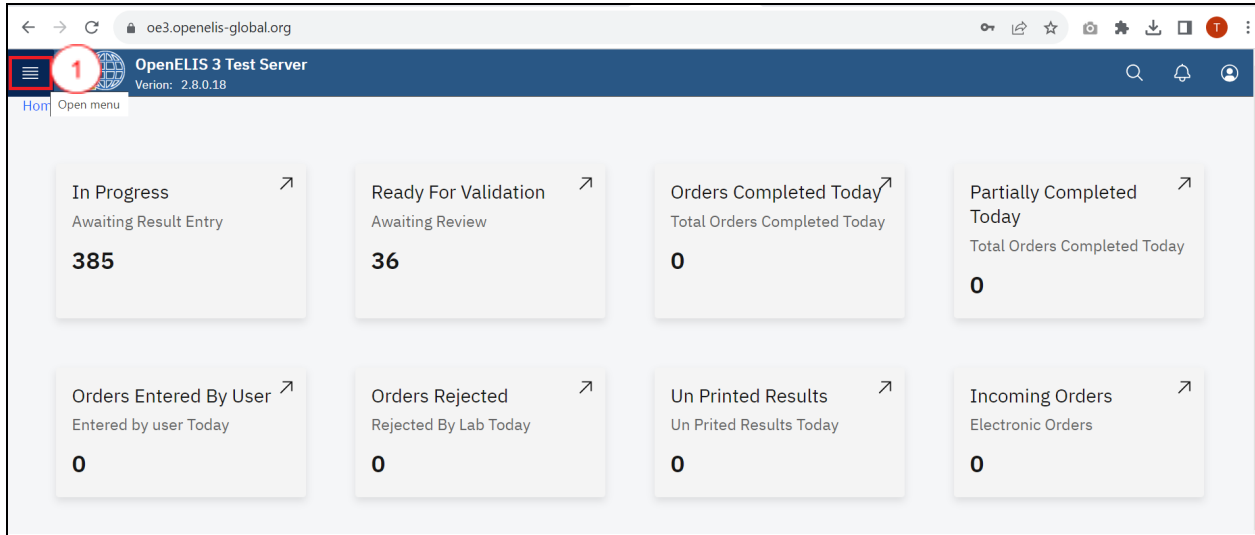 oe3.openelis-global.org
T
1
OpenELIS 3 Test Server
Verion: 2.8.0.18
Hom
Open menu
In Progress
Awaiting Result Entry
385
Ready For Validation
Awaiting Review
36
Orders Completed Today
Total Orders Completed Today
0
Partially Completed
Today
Total Orders Completed Today
0
Orders Entered By User
Entered by user Today
0
Orders Rejected
Rejected By Lab Today
0
Un Printed Results
Un Prited Results Today
0
Incoming Orders
Electronic Orders
0